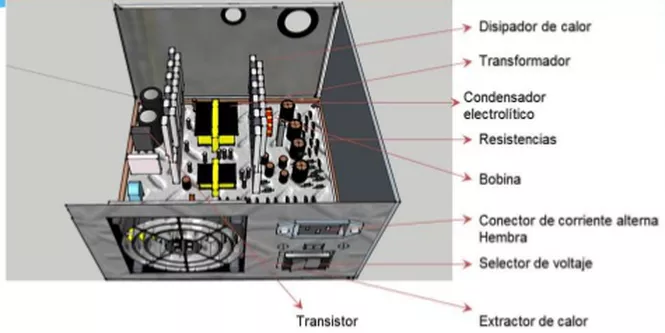 Disipador de calor
Transformador
Condensador
electrolítico
Resistencias
Bobina
Conector de corriente alterna
Hembra
Selector de voltaje
Transistor
Extractor de calor